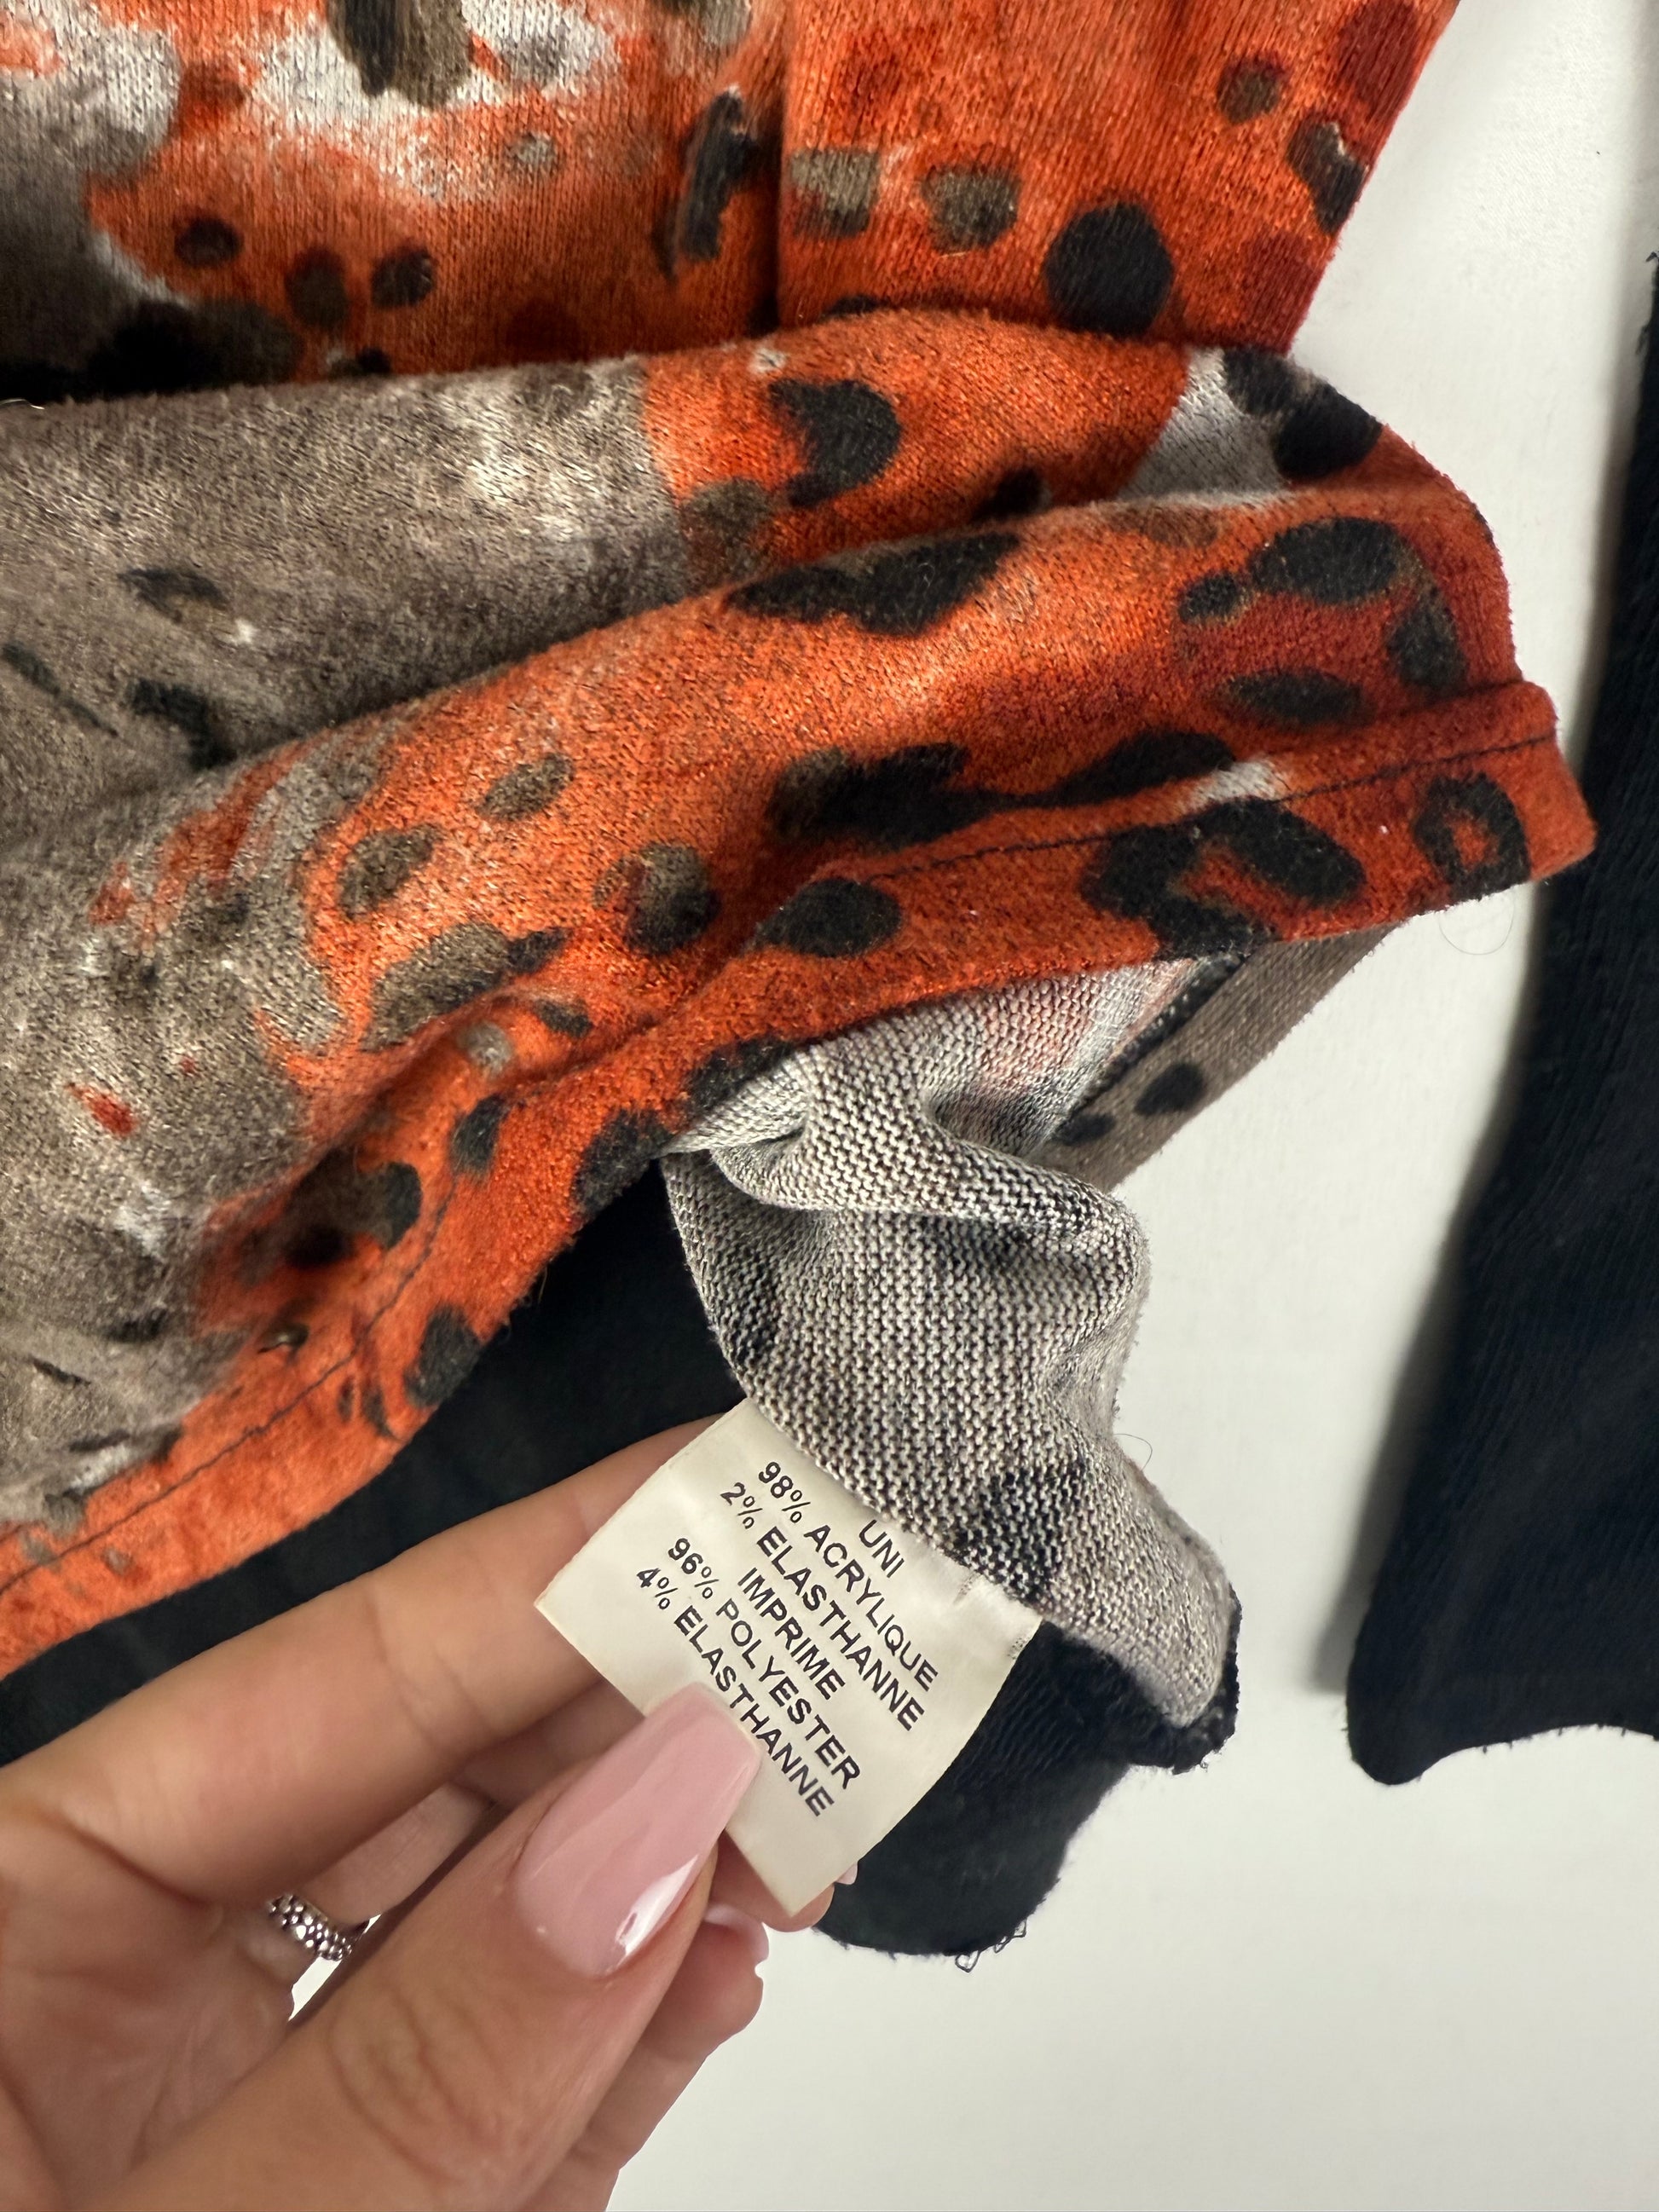 UNI
98% ACRYLIQUE
2% ELASTHANNE
IMPRIME
96% POLYESTER
4% ELASTHANNE